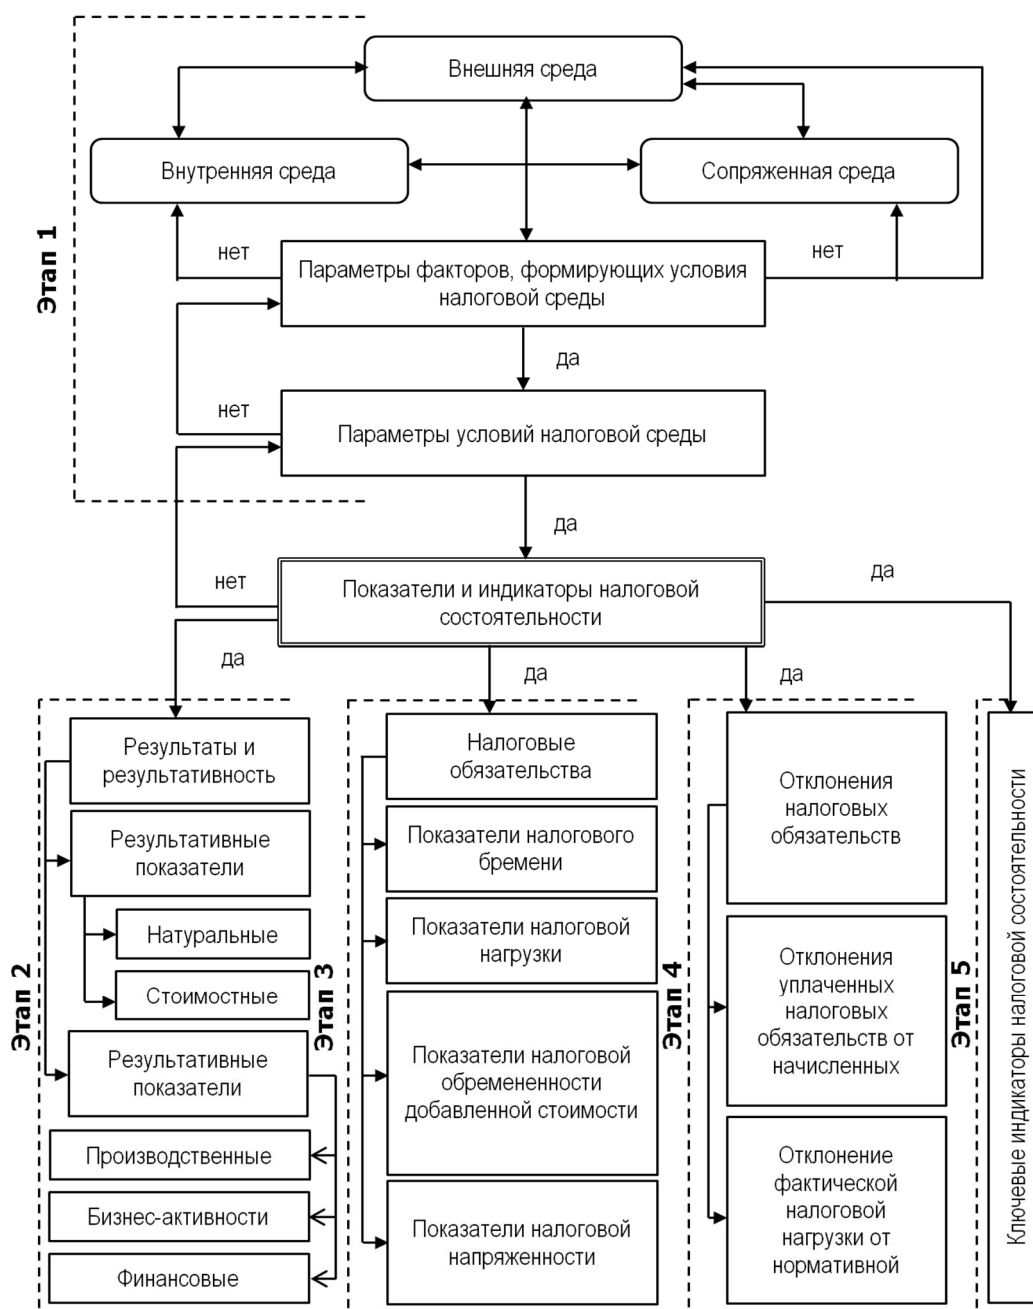 Внешняя среда
Внутренняя среда
Сопряженная среда
Этап 1
нет
нет
Параметры факторов, формирующих условия
налоговой среды
да
нет
Параметры условий налоговой среды
да
нет
Показатели и индикаторы налоговой
состоятельности
да
да
да
да
Этап 2
Результаты и
результативность
Результативные
показатели
Натуральные
Стоимостные
Результативные
показатели
Производственные
Бизнес-активности
Финансовые
Этап 3
Налоговые
обязательства
Показатели налогового
бремени
Показатели налоговой
нагрузки
Показатели налоговой
обремененности
добавленной стоимости
Показатели налоговой
напряженности
Этап 4
Отклонения
налоговых
обязательств
Отклонения
уплаченных
налоговых
обязательств от
начисленных
Отклонение
фактической
налоговой
нагрузки от
нормативной
Этап 5
Ключевые индикаторы налоговой состоятельности